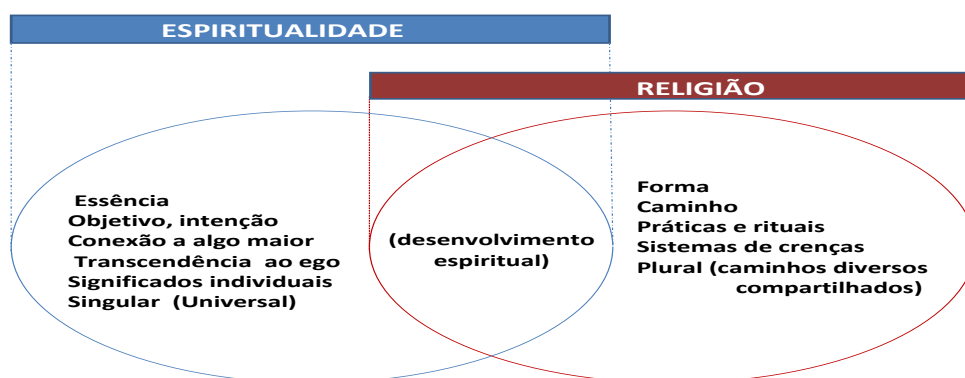 ESPIRITUALIDADE
RELIGIÃO
Essência
Objetivo, intenção
Conexão a algo maior
Transcendência ao ego
Significados individuais
Singular (Universal)
(desenvolvimento
espiritual)
Forma
Caminho
Práticas e rituais
Sistemas de crenças
Plural (caminhos diversos
compartilhados)